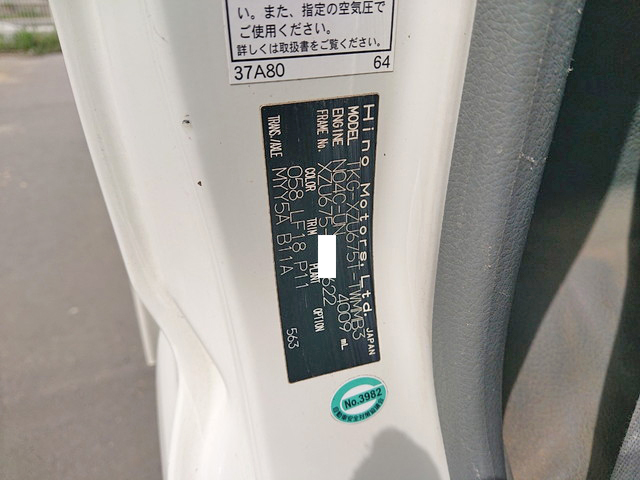 い。また、指定の空気圧で
ご使用ください。
詳しくは取扱書をご覧ください。
37A80 64
Hino Motors, Ltd. JAPAN
MODEL TKG-XZU675T-TWMMB3
ENGINE N04C-UN 4009 mL
FRAME No. XZU675- 622
COLOR TRIM PLANT OPTION
058 LF18 P11
TRANS./AXLE MYY5A B11A 563
No.3982